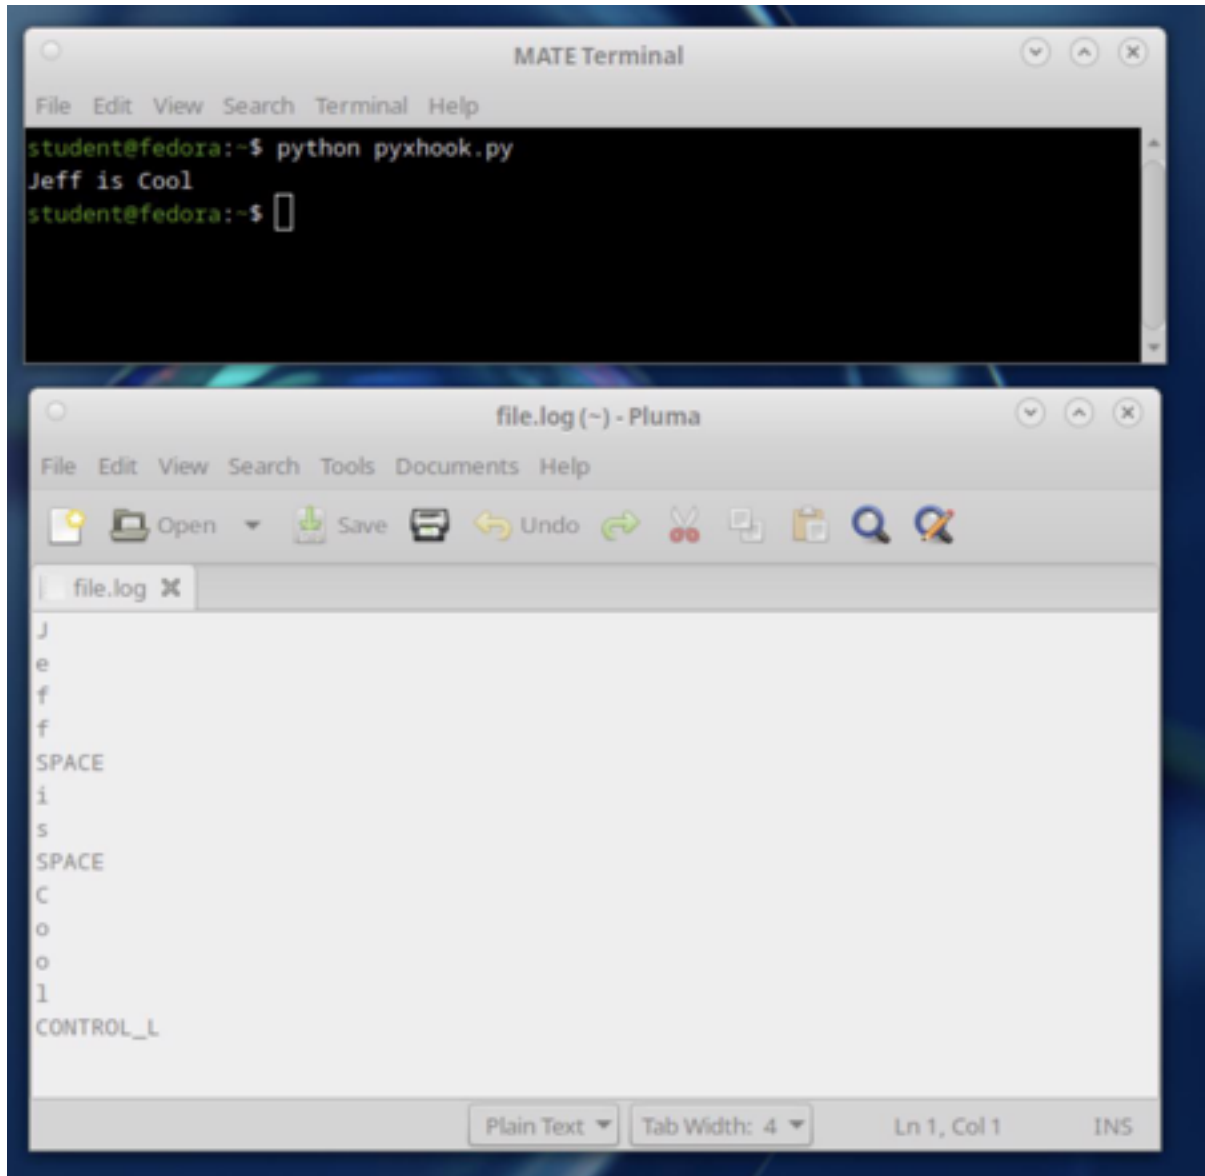 MATE Terminal
File Edit View Search Terminal Help
student@fedora:~$ python pyxhook.py
Jeff is Cool
student@fedora:~$
file.log (~) - Pluma
File Edit View Search Tools Documents Help
Open Save Undo
file.log
J
e
f
f
SPACE
i
s
SPACE
C
o
o
l
CONTROL_L
Plain Text Tab Width: 4 Ln 1, Col 1 INS